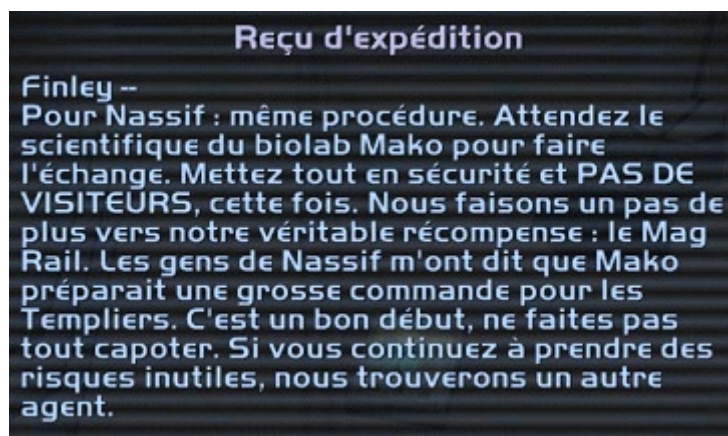 Reçu d'expédition
Finley --
Pour Nassif : même procédure. Attendez le
scientifique du biolab Mako pour faire
l'échange. Mettez tout en sécurité et PAS DE
VISITEURS, cette fois. Nous faisons un pas de
plus vers notre véritable récompense : le Mag
Rail. Les gens de Nassif m'ont dit que Mako
préparait une grosse commande pour les
Templiers. C'est un bon début, ne faites pas
tout capoter. Si vous continuez à prendre des
risques inutiles, nous trouverons un autre
agent.